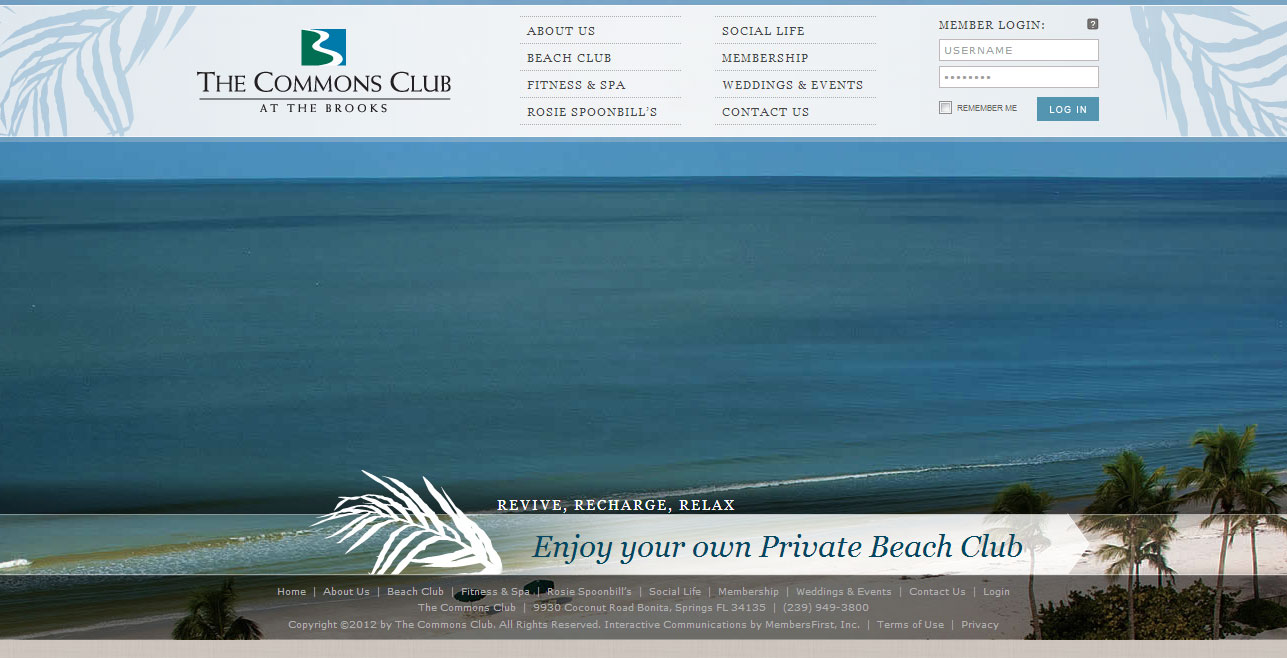 THE COMMONS CLUB
AT THE BROOKS
ABOUT US
BEACH CLUB
FITNESS & SPA
ROSIE SPOONBILL'S
SOCIAL LIFE
MEMBERSHIP
WEDDINGS & EVENTS
CONTACT US
MEMBER LOGIN: ?
USERNAME
••••••••
REMEMBER ME
LOG IN
REVIVE, RECHARGE, RELAX
Enjoy your own Private Beach Club
Home | About Us | Beach Club | Fitness & Spa | Rosie Spoonbill's | Social Life | Membership | Weddings & Events | Contact Us | Login
The Commons Club | 9930 Coconut Road Bonita, Springs FL 34135 | (239) 949-3800
Copyright ©2012 by The Commons Club. All Rights Reserved. Interactive Communications by MembersFirst, Inc. | Terms of Use | Privacy